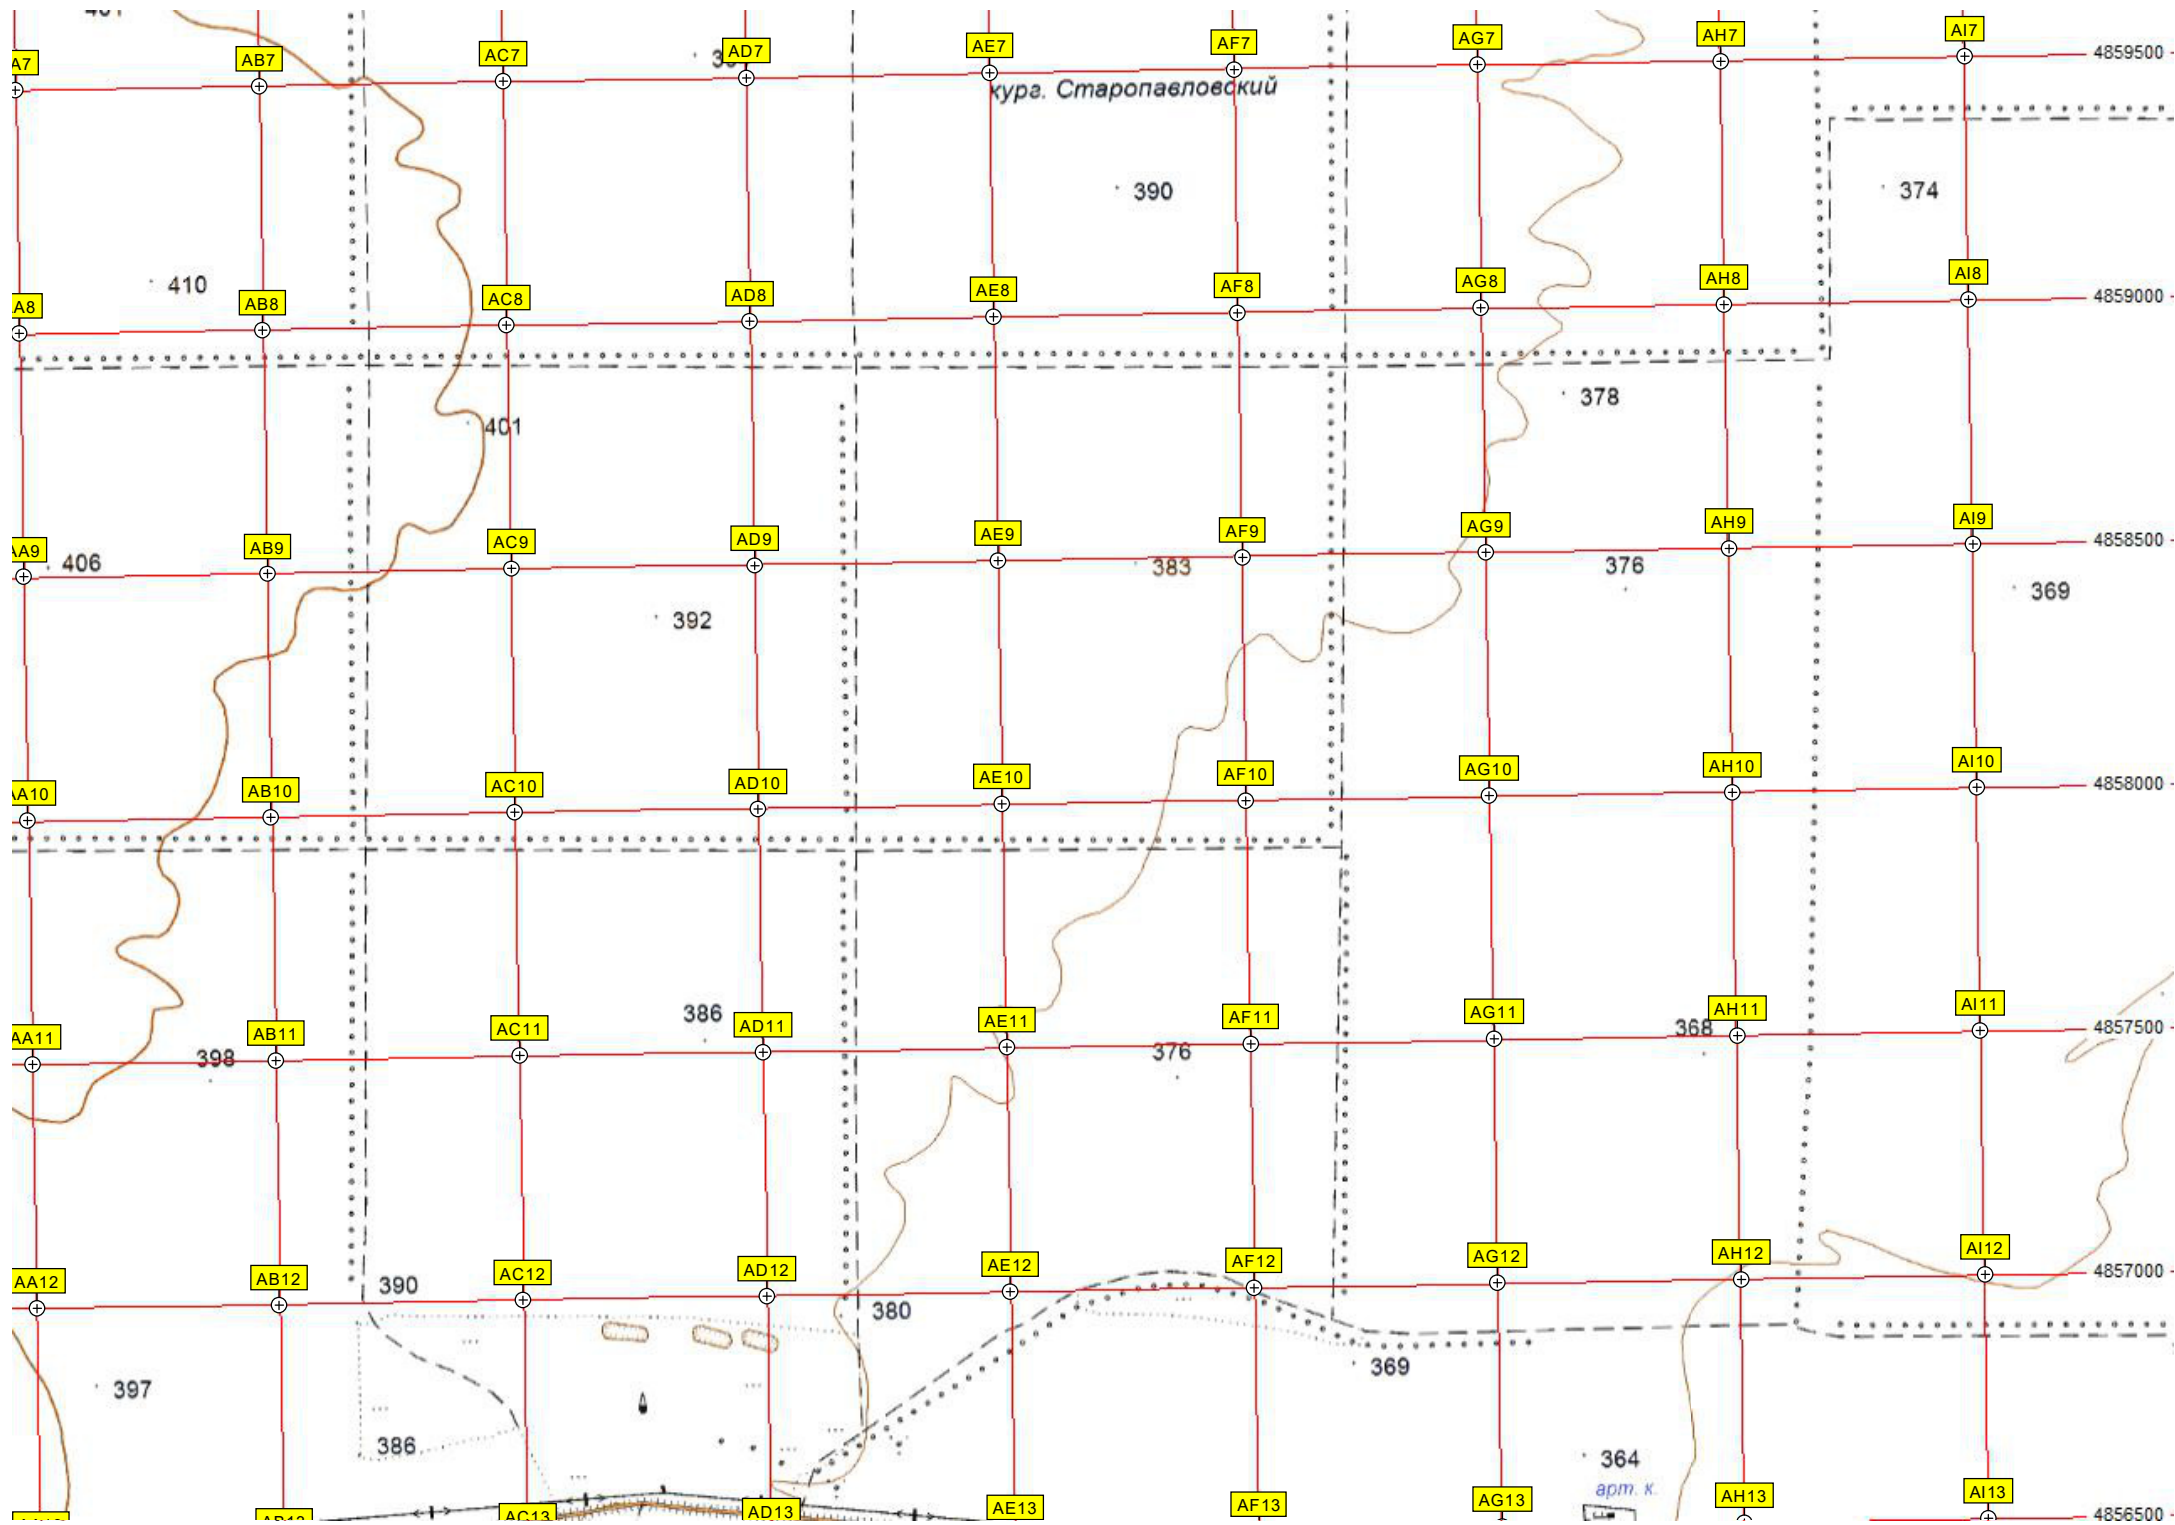 AA7 AB7 AC7 AD7 AE7 AF7 AG7 AH7 AI7 4859500
кург. Старопавловский
390 374
410
AA8 AB8 AC8 AD8 AE8 AF8 AG8 AH8 AI8 4859000
378
401
AA9 AB9 AC9 AD9 AE9 AF9 AG9 AH9 AI9 4858500
406 383 376 369
392
AA10 AB10 AC10 AD10 AE10 AF10 AG10 AH10 AI10 4858000
386
AA11 AB11 AC11 AD11 AE11 AF11 AG11 AH11 AI11 4857500
398 376 368
AA12 AB12 AC12 AD12 AE12 AF12 AG12 AH12 AI12 4857000
390 380
397 369
386 364
арт. к.
AC13 AD13 AE13 AF13 AG13 AH13 AI13 4856500